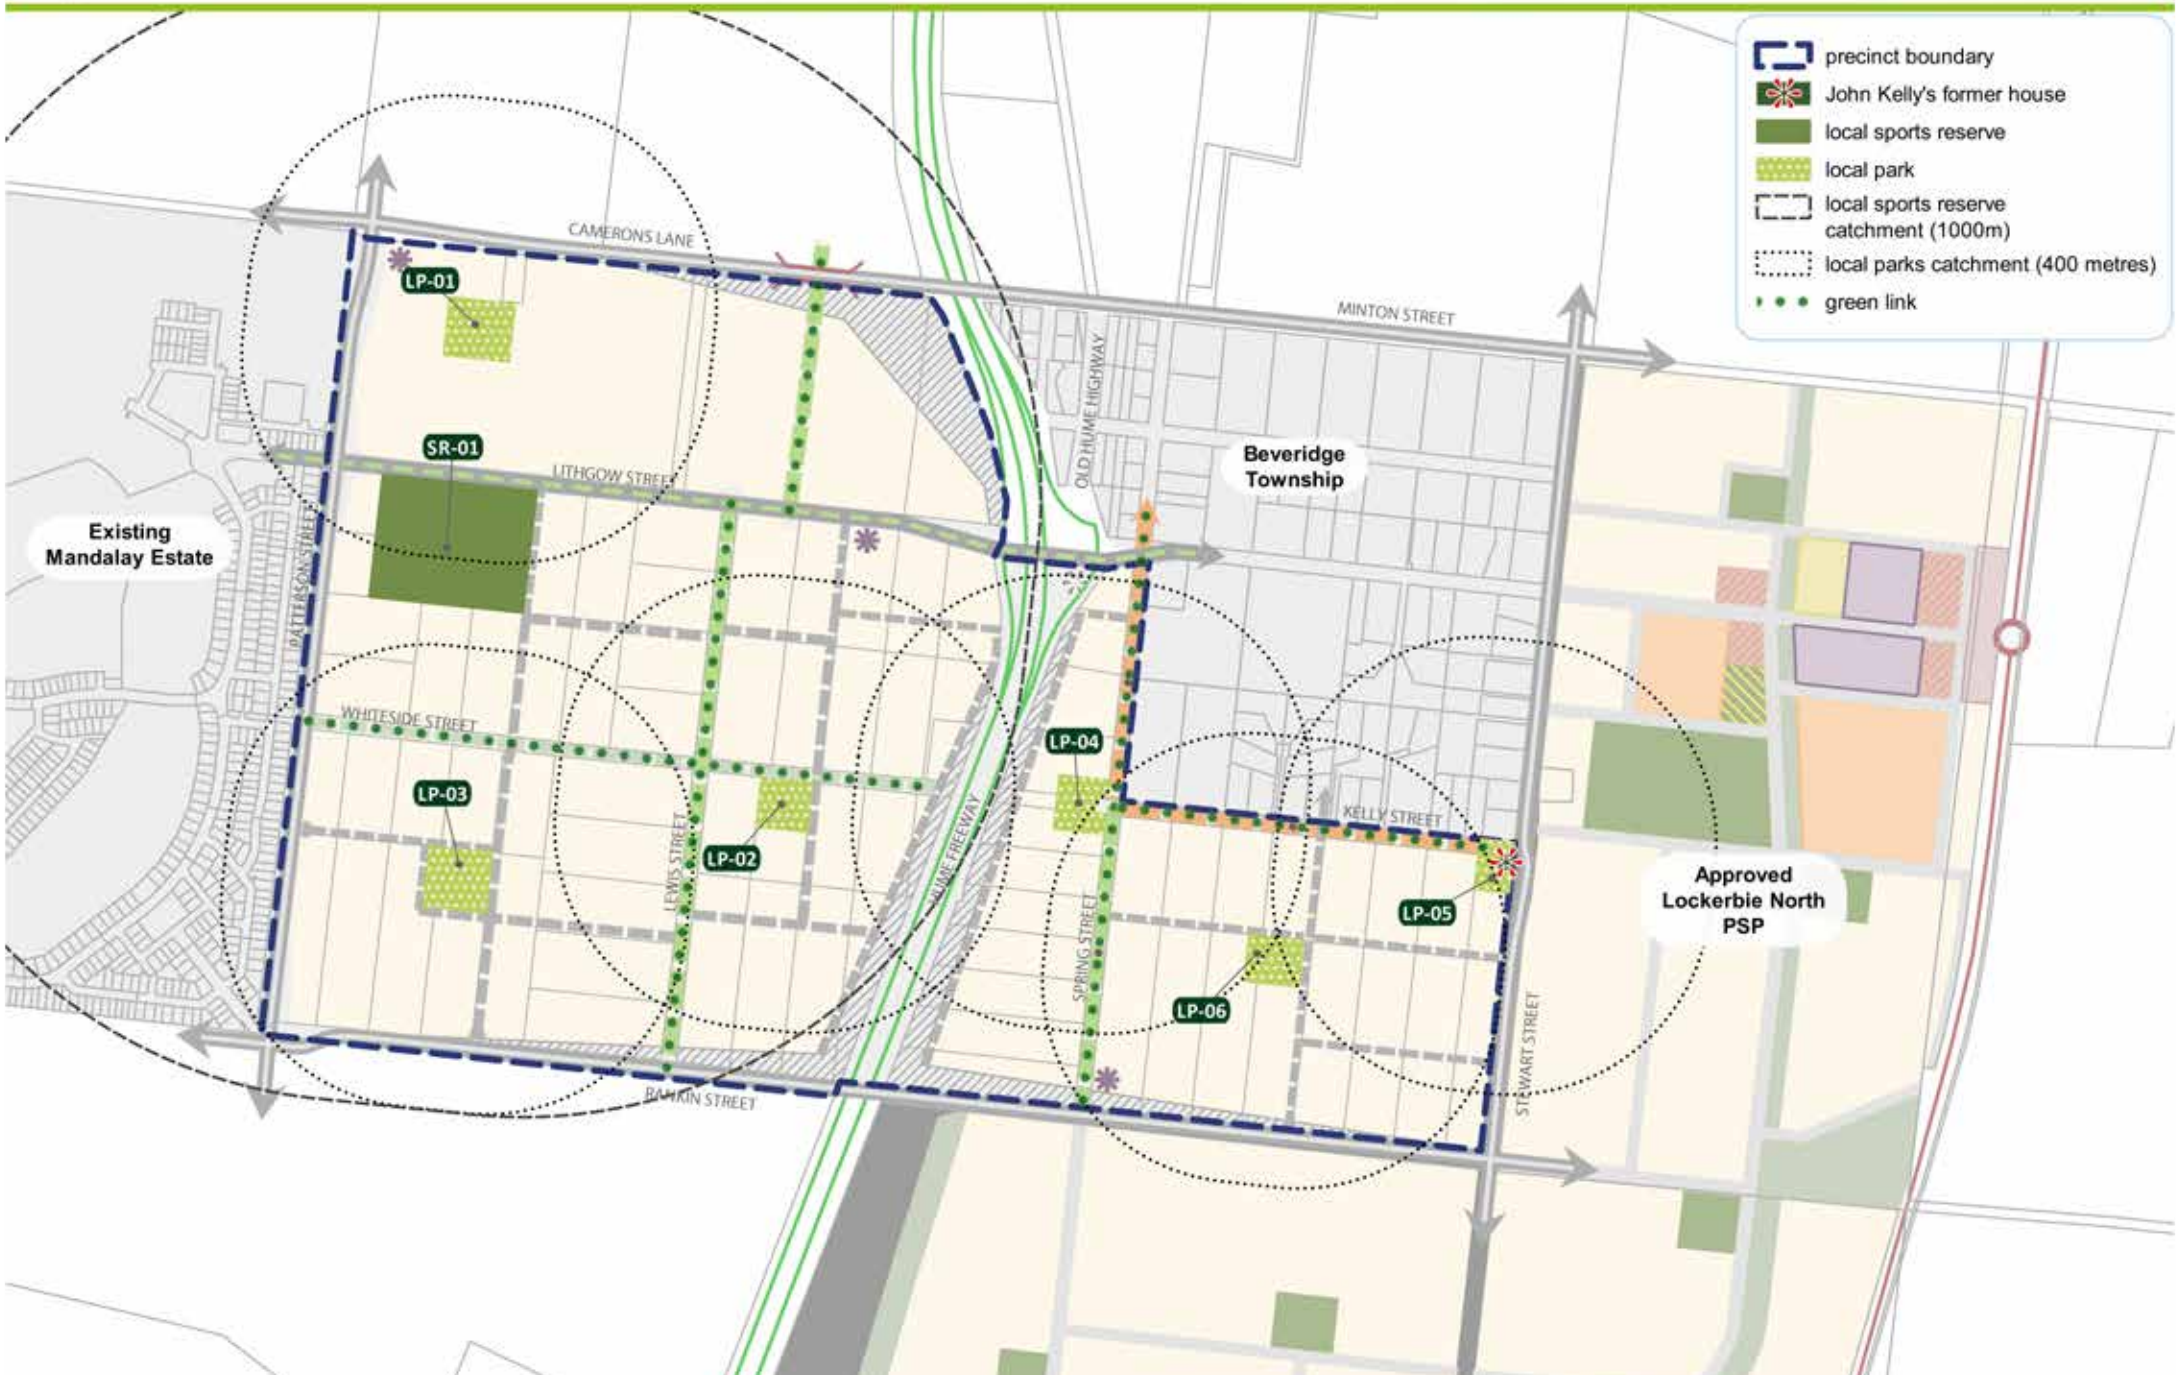 precinct boundary
John Kelly's former house
local sports reserve
local park
local sports reserve
catchment (1000m)
local parks catchment (400 metres)
green link
CAMERONS LANE
LP-01
MINTON STREET
OLD HUME HIGHWAY
SR-01
LITHGOW STREET
Beveridge
Township
Existing
Mandalay Estate
PATTERSON STREET
WHITESIDE STREET
LP-04
LP-03
LEWIS STREET
LP-02
HUME FREEWAY
KELLY STREET
LP-05
Approved
Lockerbie North
PSP
SPRING STREET
LP-06
STEWART STREET
RANKIN STREET